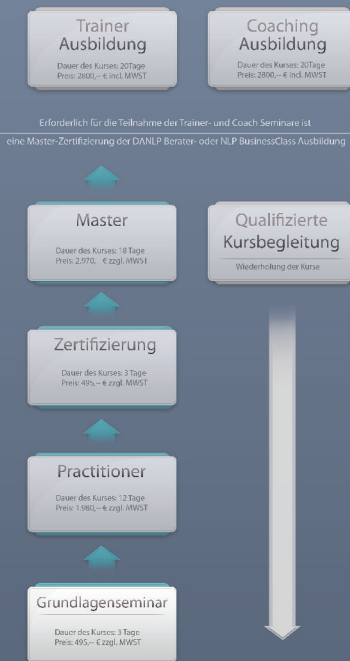 Trainer
Ausbildung
Dauer des Kurses: 20Tage
Preis: 2800,-- € incl. MWST
Coaching
Ausbildung
Dauer des Kurses: 20Tage
Preis: 2800,-- € incl. MWST
Erforderlich für die Teilnahme der Trainer- und Coach Seminare ist
eine Master-Zertifizierung der DANLP Berater- oder NLP BusinessClass Ausbildung
Master
Dauer des Kurses: 18 Tage
Preis: 2.970, € zzgl. MWST
Qualifizierte
Kursbegleitung
Wiederholung der Kurse
Zertifizierung
Dauer des Kurses: 3 Tage
Preis: 495,-- € zzgl. MWST
Practitioner
Dauer des Kurses: 12 Tage
Preis: 1.980,-- € zzgl. MWST
Grundlagenseminar
Dauer des Kurses: 3 Tage
Preis: 495,-- € zzgl. MWST